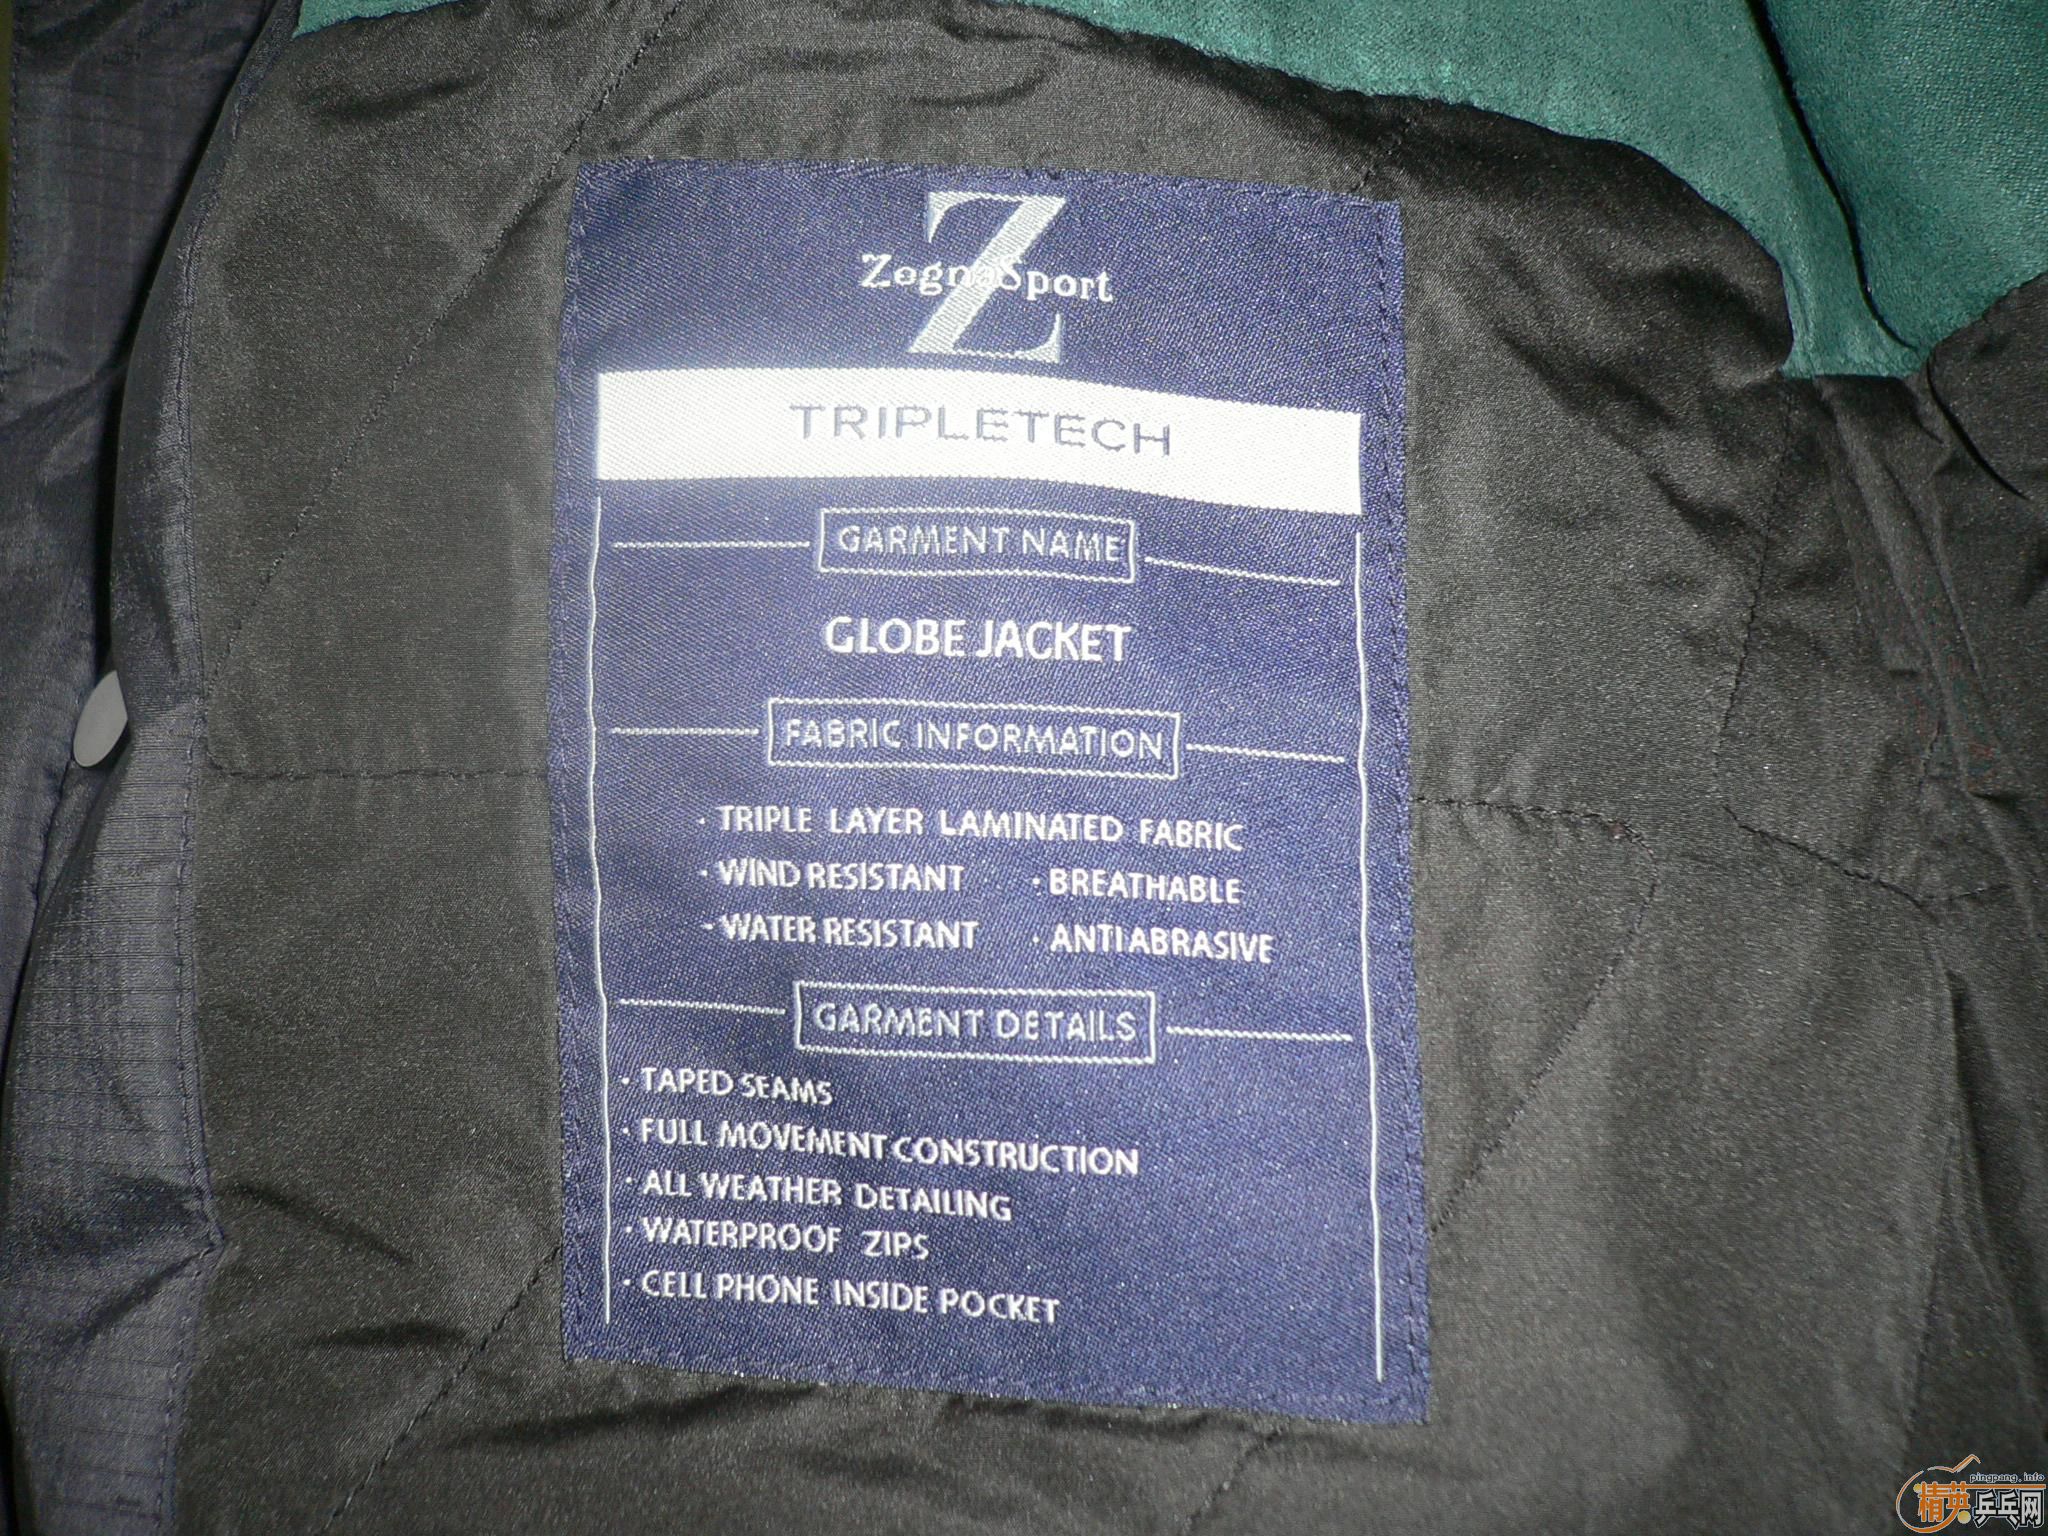 Z
ZegnaSport
TRIPLETECH
GARMENT NAME
GLOBE JACKET
FABRIC INFORMATION
· TRIPLE LAYER LAMINATED FABRIC
· WIND RESISTANT · BREATHABLE
· WATER RESISTANT · ANTIABRASIVE
GARMENT DETAILS
· TAPED SEAMS
· FULL MOVEMENT CONSTRUCTION
· ALL WEATHER DETAILING
· WATERPROOF ZIPS
· CELL PHONE INSIDE POCKET
pingpang.info
精英乒乓网